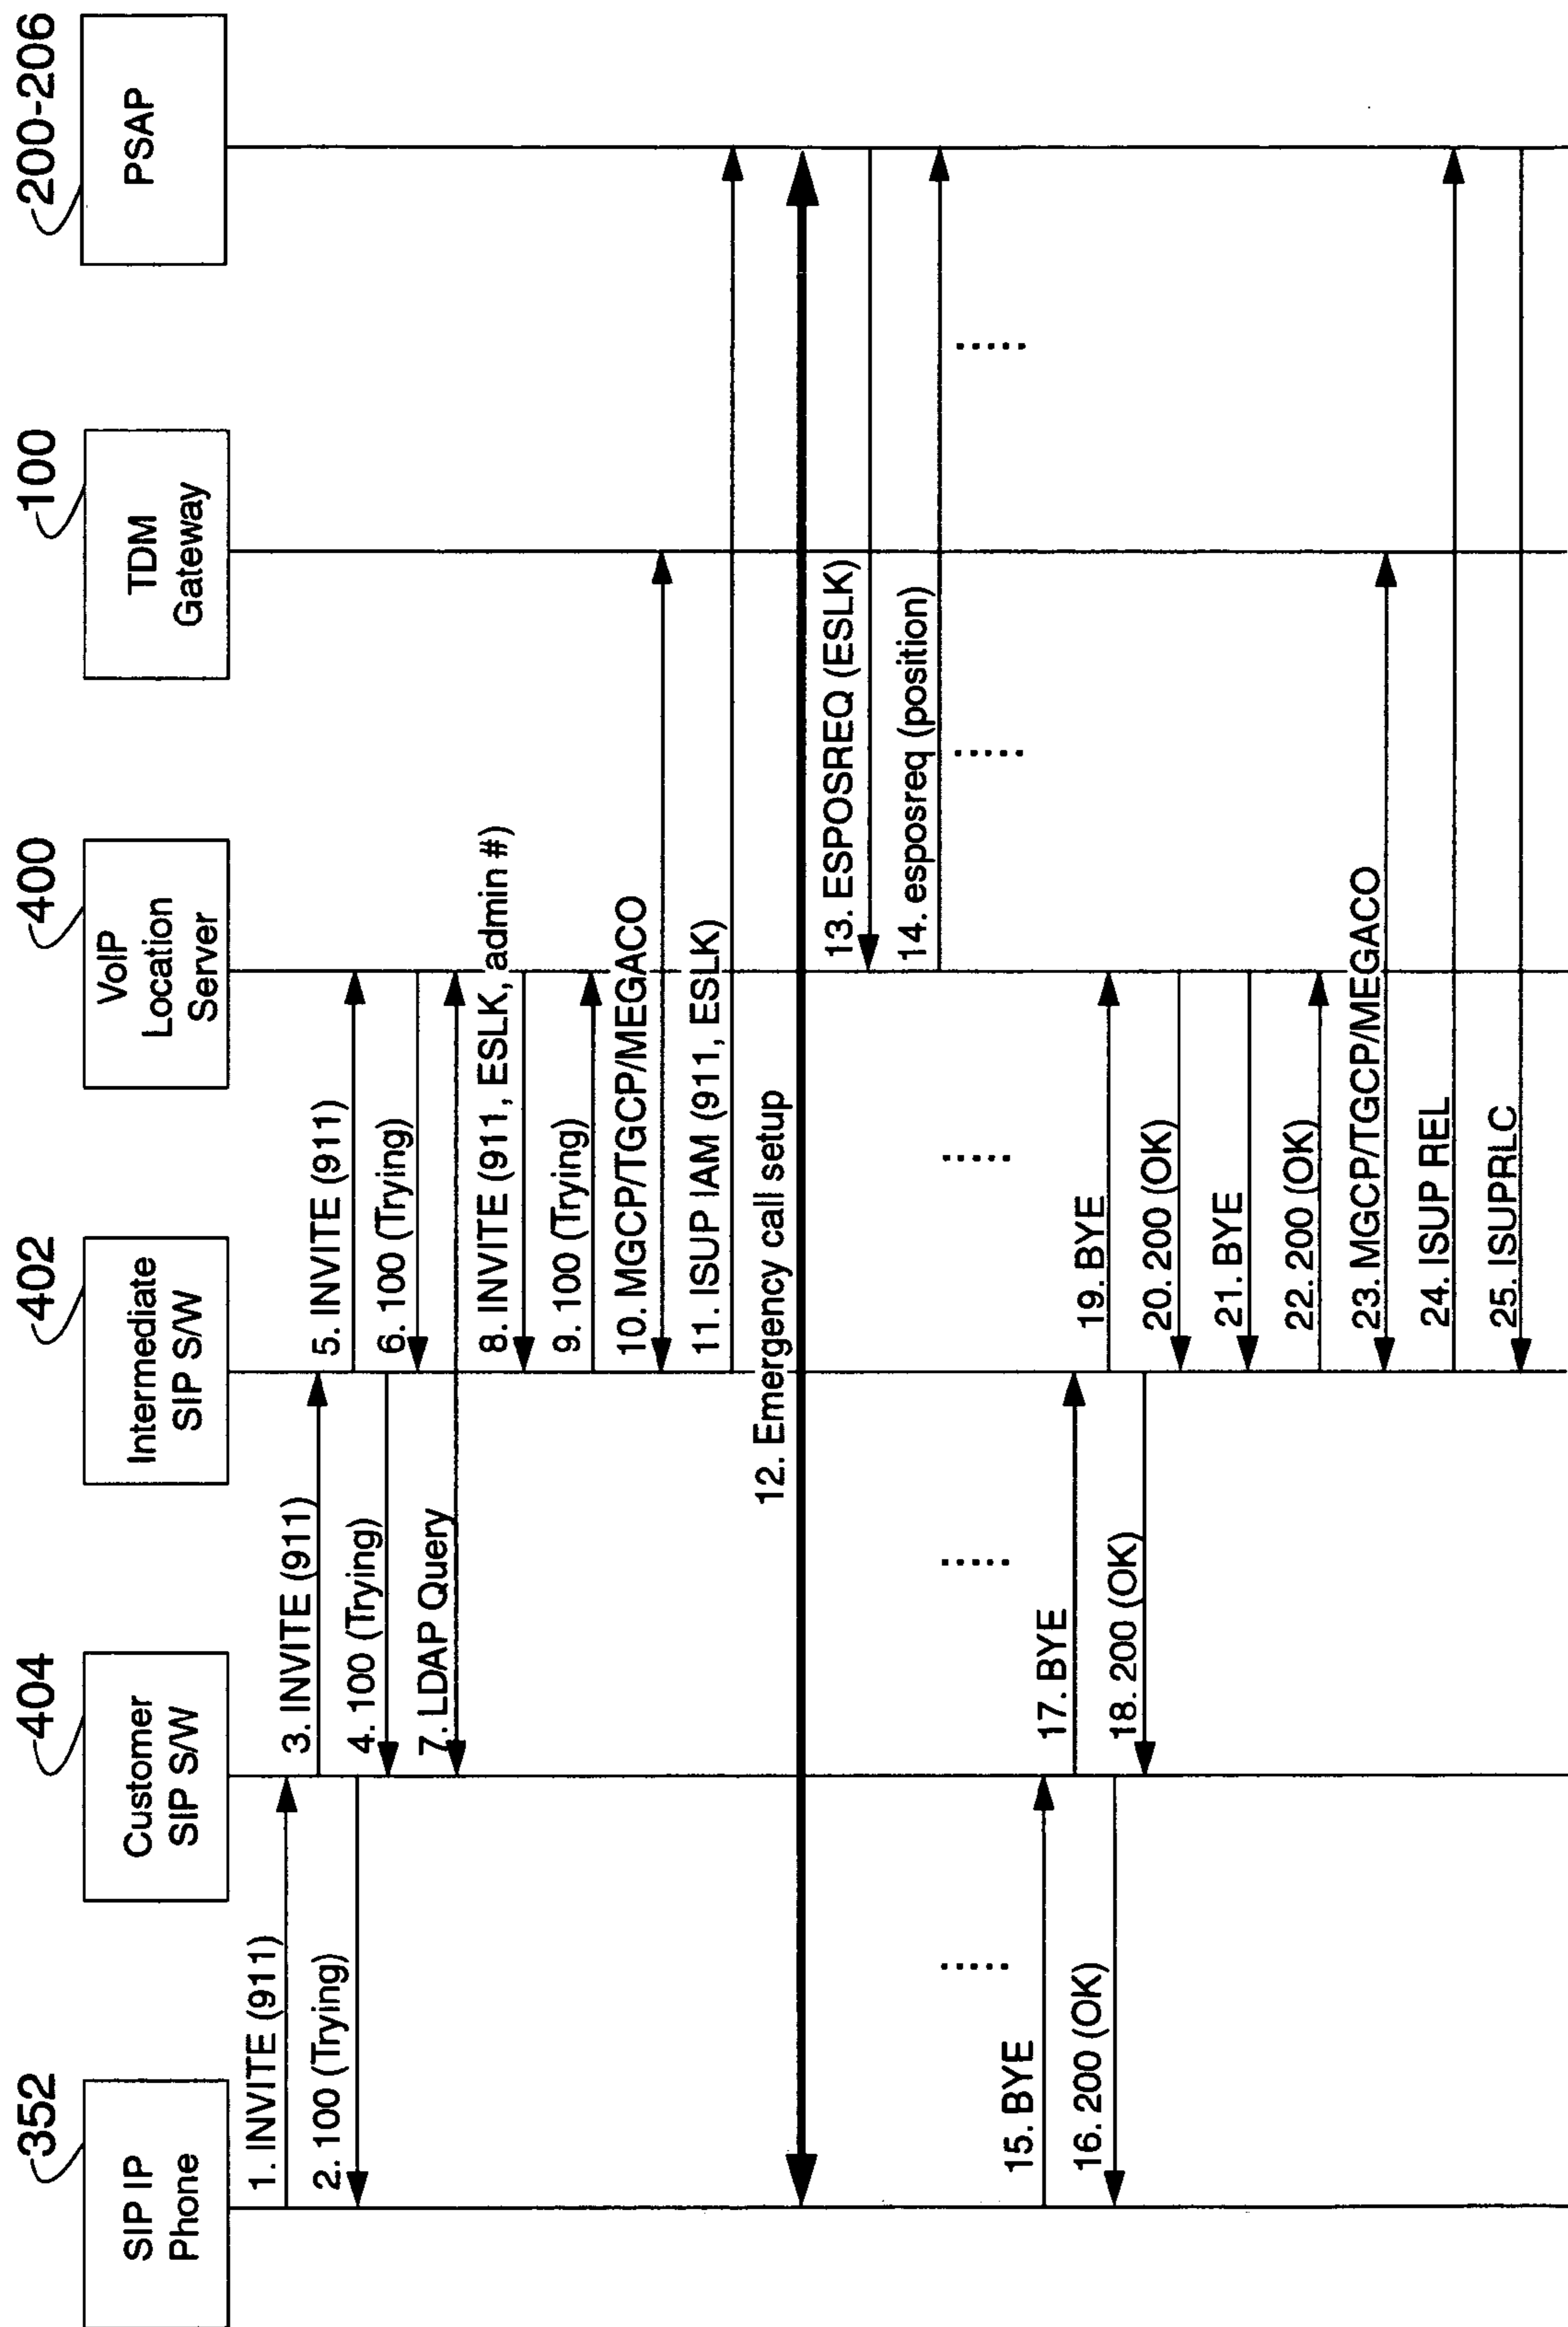 352
404
402
400
100
200-206
SIP IP
Phone
Customer
SIP S/W
Intermediate
SIP S/W
VoIP
Location
Server
TDM
Gateway
PSAP
1. INVITE (911)
2. 100 (Trying)
3. INVITE (911)
4. 100 (Trying)
5. INVITE (911)
6. 100 (Trying)
7. LDAP Query
8. INVITE (911, ESLK, admin #)
9. 100 (Trying)
10. MGCP/TGCP/MEGACO
11. ISUP IAM (911, ESLK)
12. Emergency call setup
13. ESPOSREQ (ESLK)
14. esposreq (position)
.....
.....
.....
.....
.....
15. BYE
16. 200 (OK)
17. BYE
18. 200 (OK)
19. BYE
20. 200 (OK)
21. BYE
22. 200 (OK)
23. MGCP/TGCP/MEGACO
24. ISUP REL
25. ISUPRLC